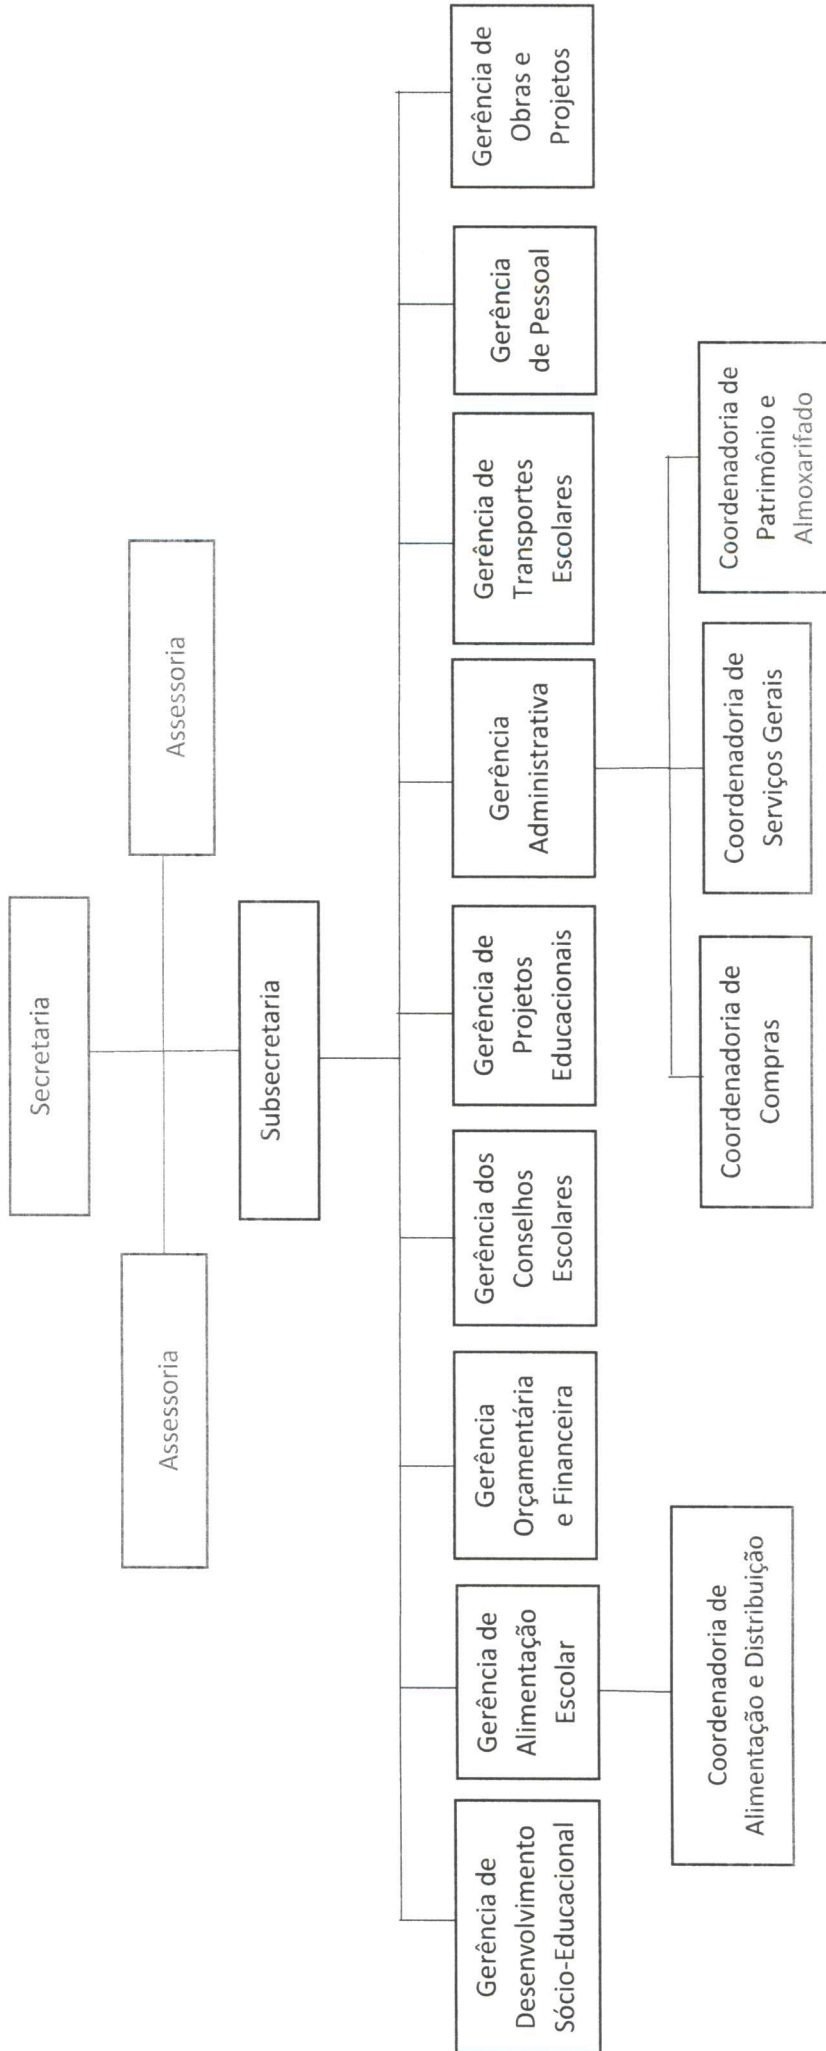 Secretaria
Assessoria
Assessoria
Subsecretaria
Gerência de
Desenvolvimento
Sócio-Educacional
Gerência de
Alimentação
Escolar
Gerência
Orçamentária
e Financeira
Gerência dos
Conselhos
Escolares
Gerência de
Projetos
Educacionais
Gerência
Administrativa
Gerência de
Transportes
Escolares
Gerência
de Pessoal
Gerência de
Obras e
Projetos
Coordenadoria de
Alimentação e Distribuição
Coordenadoria de
Compras
Coordenadoria de
Serviços Gerais
Coordenadoria de
Patrimônio e
Almoxarifado